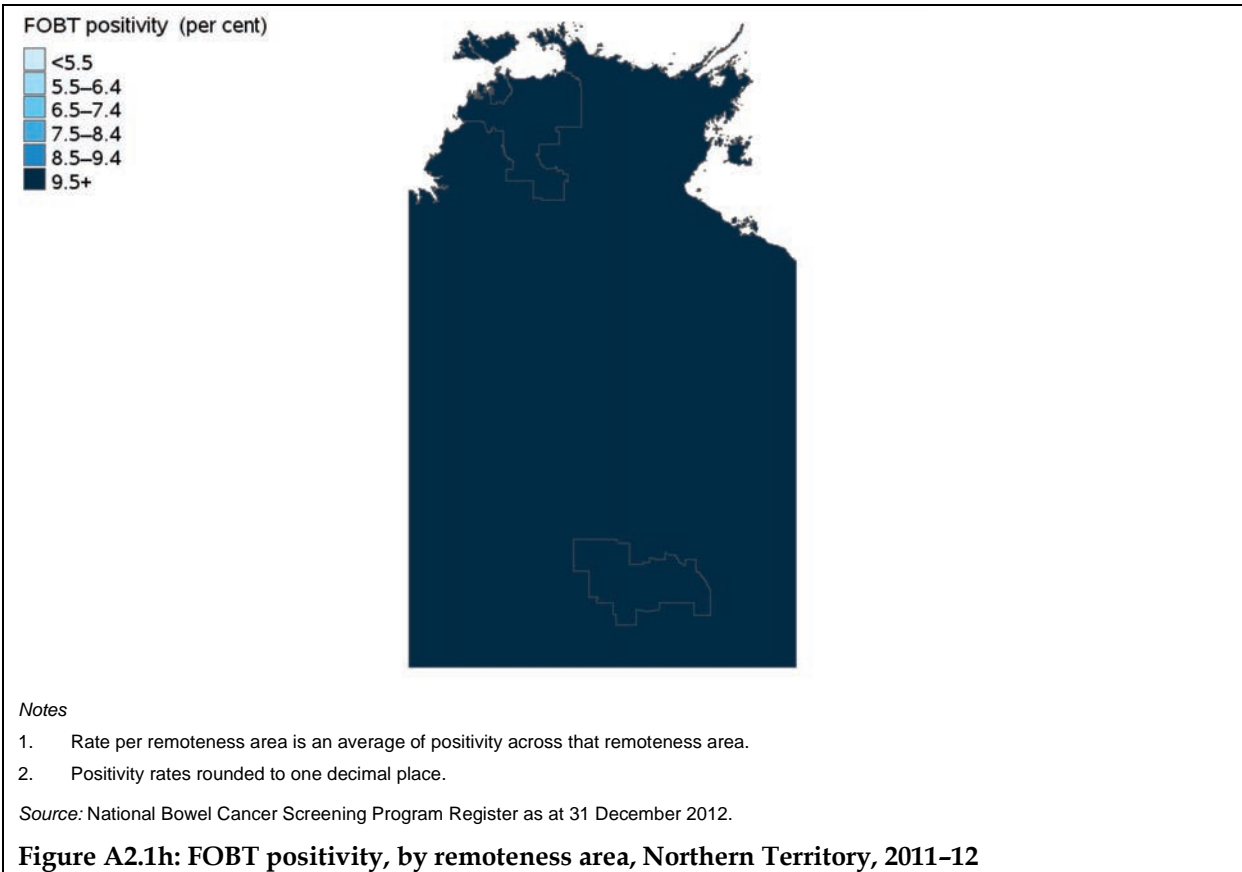 FOBT positivity (per cent)
<5.5
5.5–6.4
6.5–7.4
7.5–8.4
8.5–9.4
9.5+
Notes
1. Rate per remoteness area is an average of positivity across that remoteness area.
2. Positivity rates rounded to one decimal place.
Source: National Bowel Cancer Screening Program Register as at 31 December 2012.
Figure A2.1h: FOBT positivity, by remoteness area, Northern Territory, 2011–12